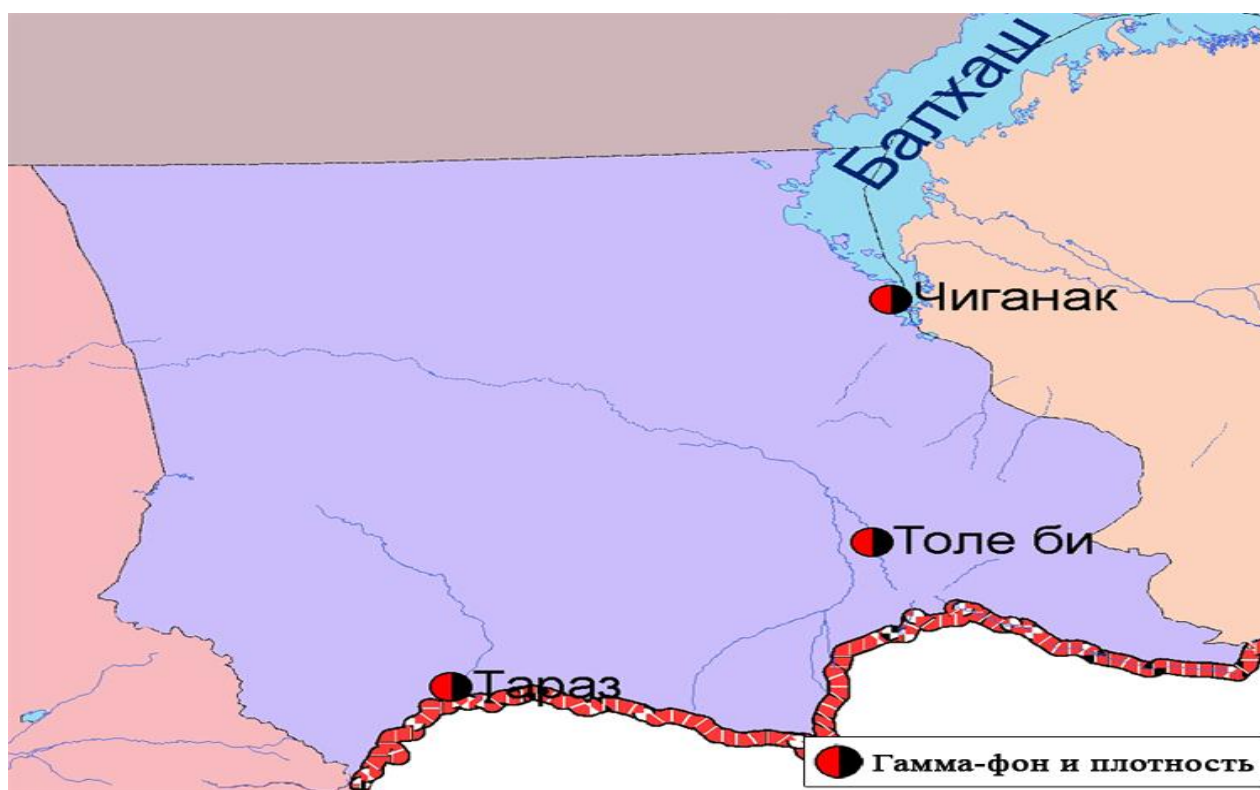 Балхаш
Чиганак
Толе би
Тараз
Гамма-фон и плотность